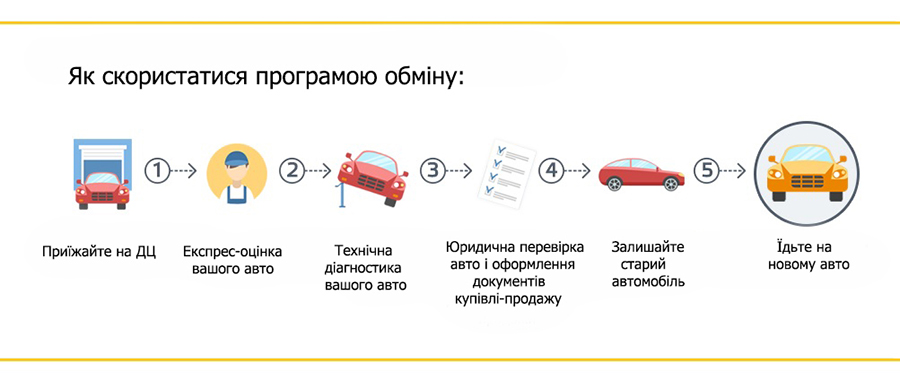 Як скористатися програмою обміну:
1
2
3
4
5
Приїжайте на ДЦ
Експрес-оцінка
вашого авто
Технічна
діагностика
вашого авто
Юридична перевірка
авто і оформлення
документів
купівлі-продажу
Залишайте
старий
автомобіль
Їдьте на
новому авто